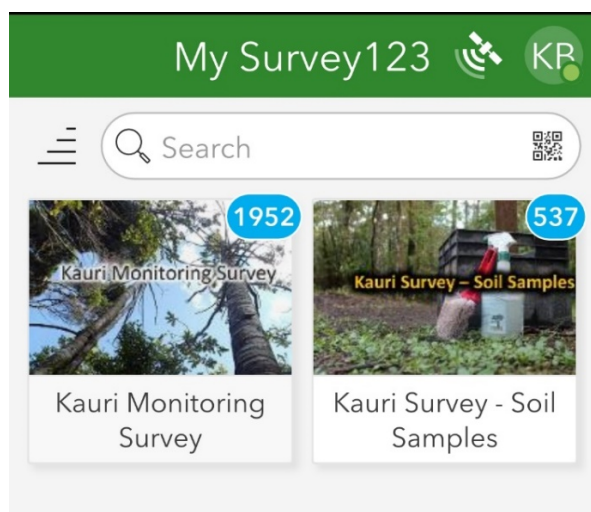 My Survey123
KB
Search
1952
537
Kauri Monitoring Survey
Kauri Survey – Soil Samples
Kauri Monitoring
Survey
Kauri Survey - Soil
Samples